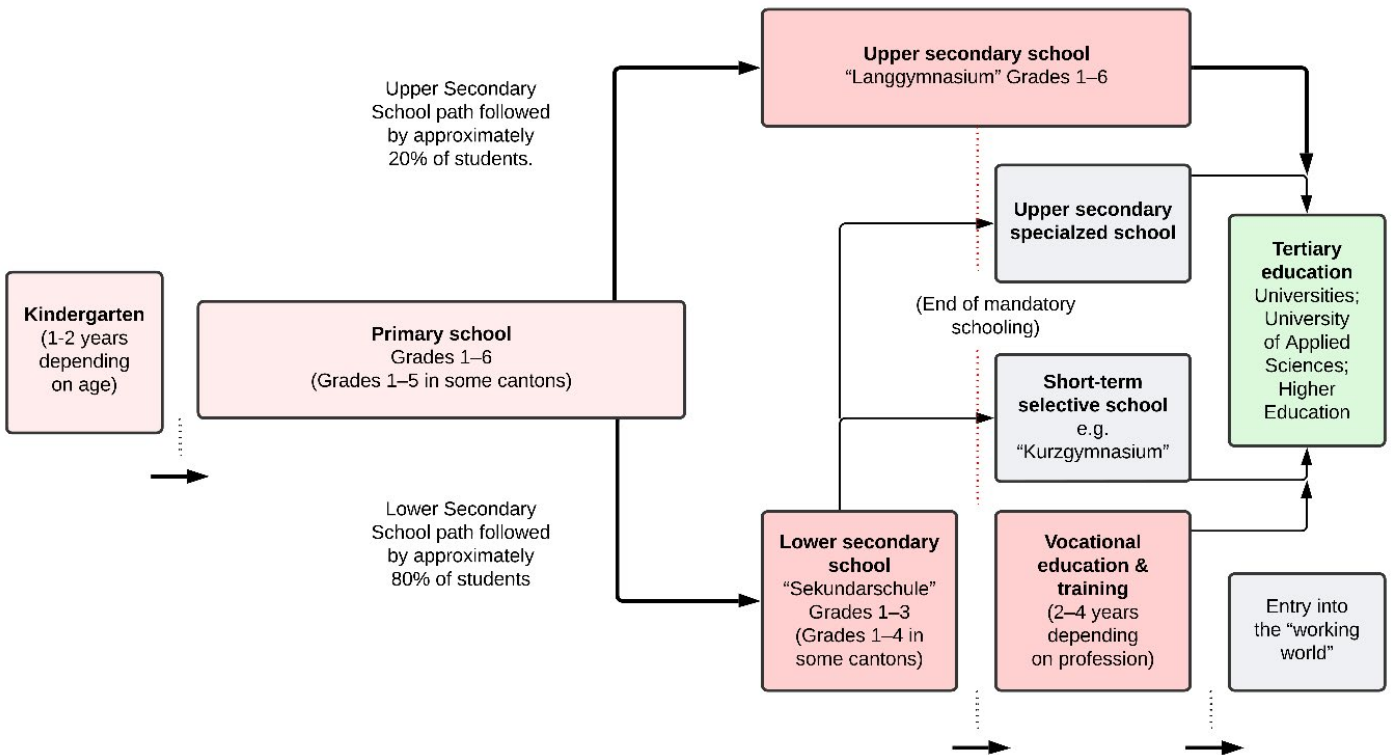 Upper secondary school
“Langgymnasium” Grades 1–6
Upper Secondary
School path followed
by approximately
20% of students.
Upper secondary
specialzed school
Tertiary
education
Universities;
University
of Applied
Sciences;
Higher
Education
Kindergarten
(1-2 years
depending
on age)
Primary school
Grades 1–6
(Grades 1–5 in some cantons)
(End of mandatory
schooling)
Short-term
selective school
e.g.
“Kurzgymnasium”
Lower Secondary
School path followed
by approximately
80% of students
Lower secondary
school
“Sekundarschule”
Grades 1–3
(Grades 1–4 in
some cantons)
Vocational
education &
training
(2–4 years
depending
on profession)
Entry into
the “working
world”